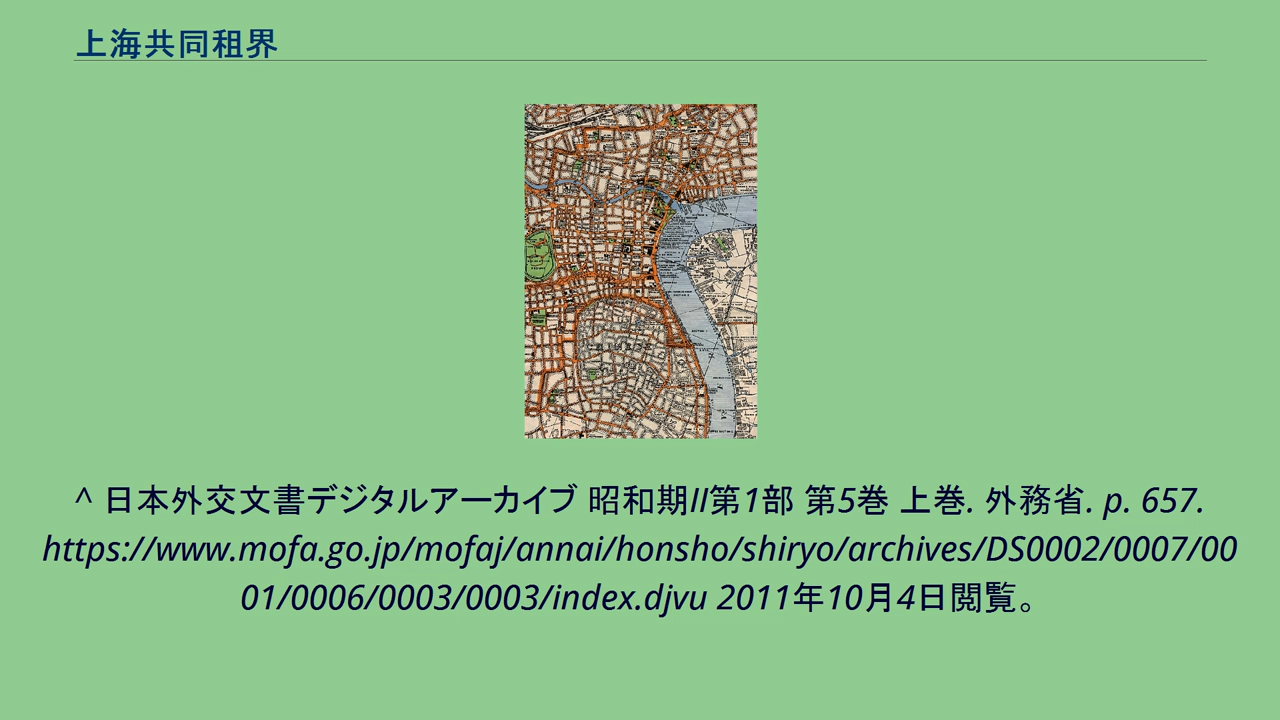 上海共同租界
^ 日本外交文書デジタルアーカイブ 昭和期II第1部 第5巻 上巻. 外務省. p. 657.
https://www.mofa.go.jp/mofaj/annai/honsho/shiryo/archives/DS0002/0007/00
01/0006/0003/0003/index.djvu 2011年10月4日閲覧。